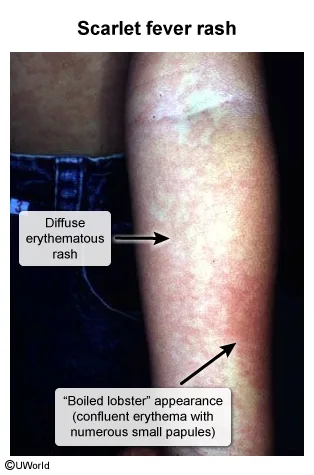 Scarlet fever rash
Diffuse
erythematous
rash
“Boiled lobster” appearance
(confluent erythema with
numerous small papules)
©UWorld